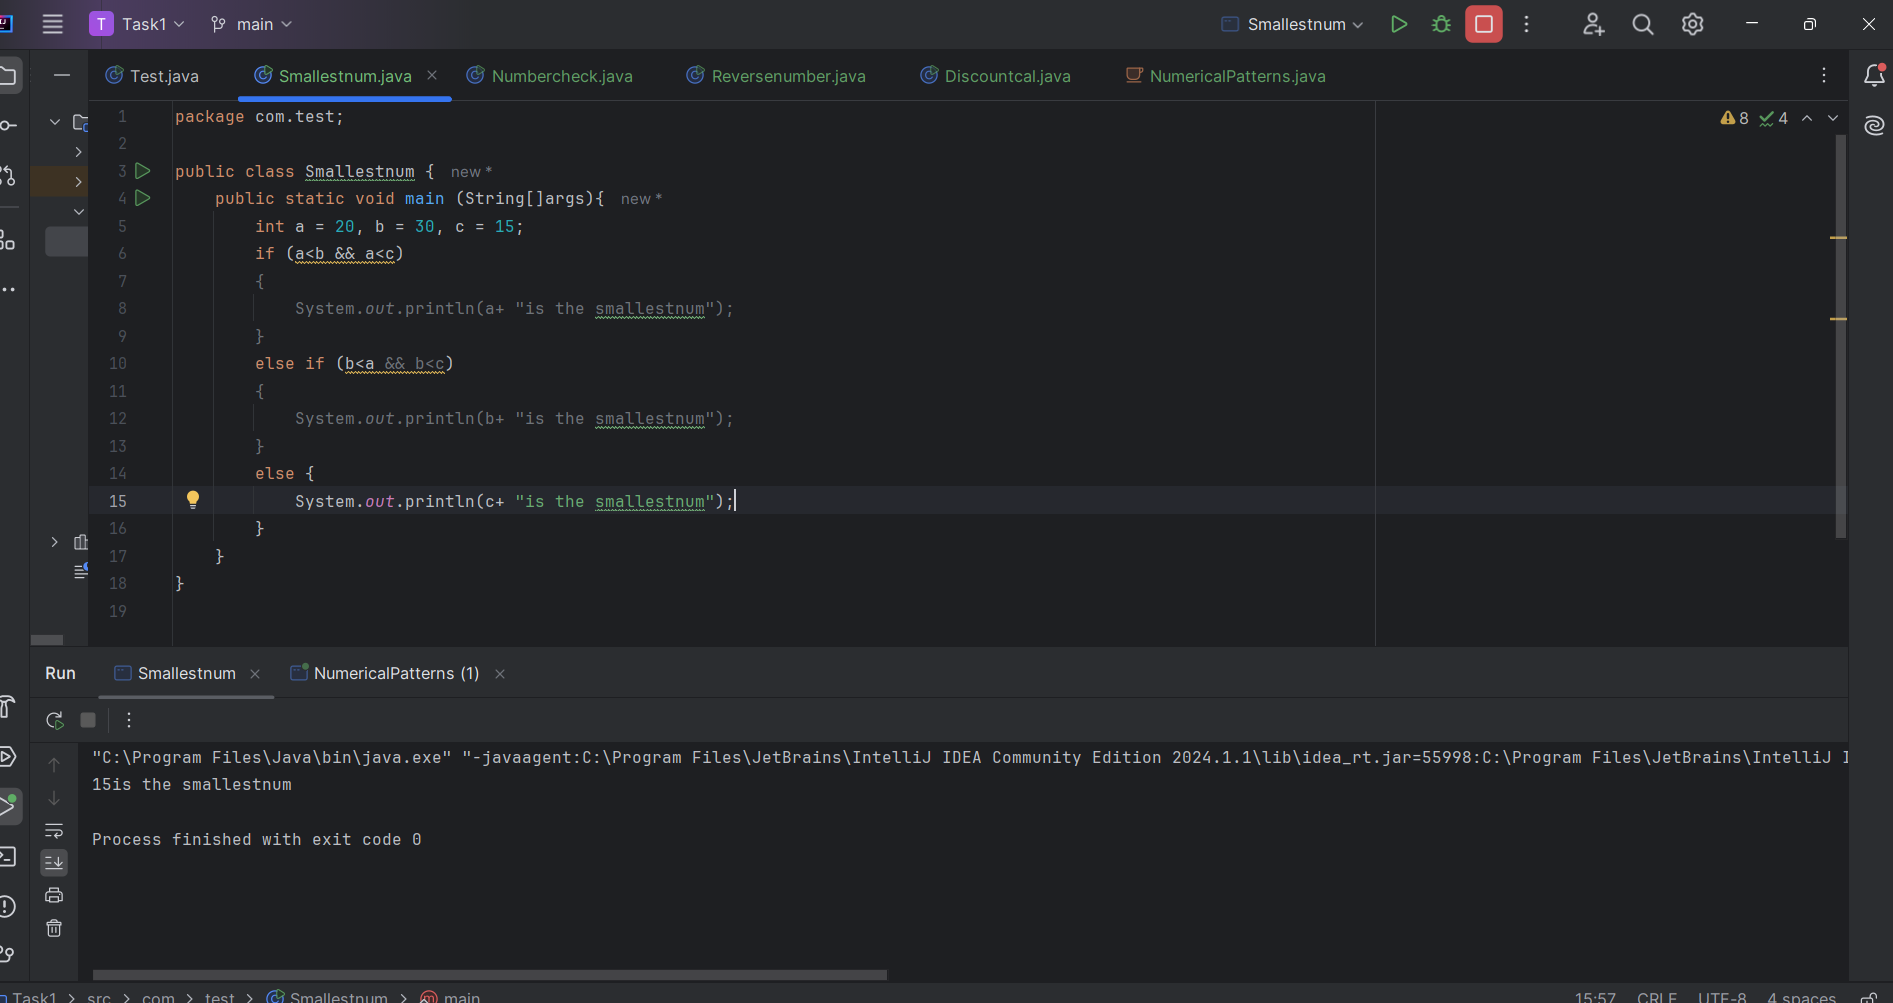 T Task1 main Smallestnum
Test.java Smallestnum.java Numbercheck.java Reversenumber.java Discountcal.java NumericalPatterns.java
8 4
1 package com.test;
2
3 public class Smallestnum { new *
4 public static void main (String[]args){ new *
5 int a = 20, b = 30, c = 15;
6 if (a<b && a<c)
7 {
8 System.out.println(a+ "is the smallestnum");
9 }
10 else if (b<a && b<c)
11 {
12 System.out.println(b+ "is the smallestnum");
13 }
14 else {
15 System.out.println(c+ "is the smallestnum");
16 }
17 }
18 }
19
Run Smallestnum NumericalPatterns (1)
"C:\Program Files\Java\bin\java.exe" "-javaagent:C:\Program Files\JetBrains\IntelliJ IDEA Community Edition 2024.1.1\lib\idea_rt.jar=55998:C:\Program Files\JetBrains\IntelliJ I
15is the smallestnum
Process finished with exit code 0
Task1 > src > com > test > Smallestnum > main 15:57 CRLF UTF-8 4 spaces